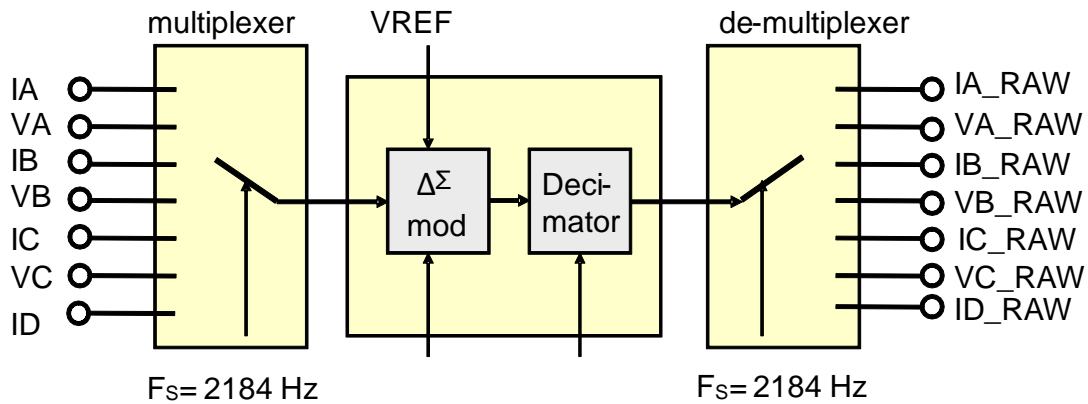 multiplexer
VREF
de-multiplexer
IA
VA
IB
VB
IC
VC
ID
ΔΣ
mod
Deci-
mator
IA_RAW
VA_RAW
IB_RAW
VB_RAW
IC_RAW
VC_RAW
ID_RAW
FS= 2184 Hz
FS= 2184 Hz